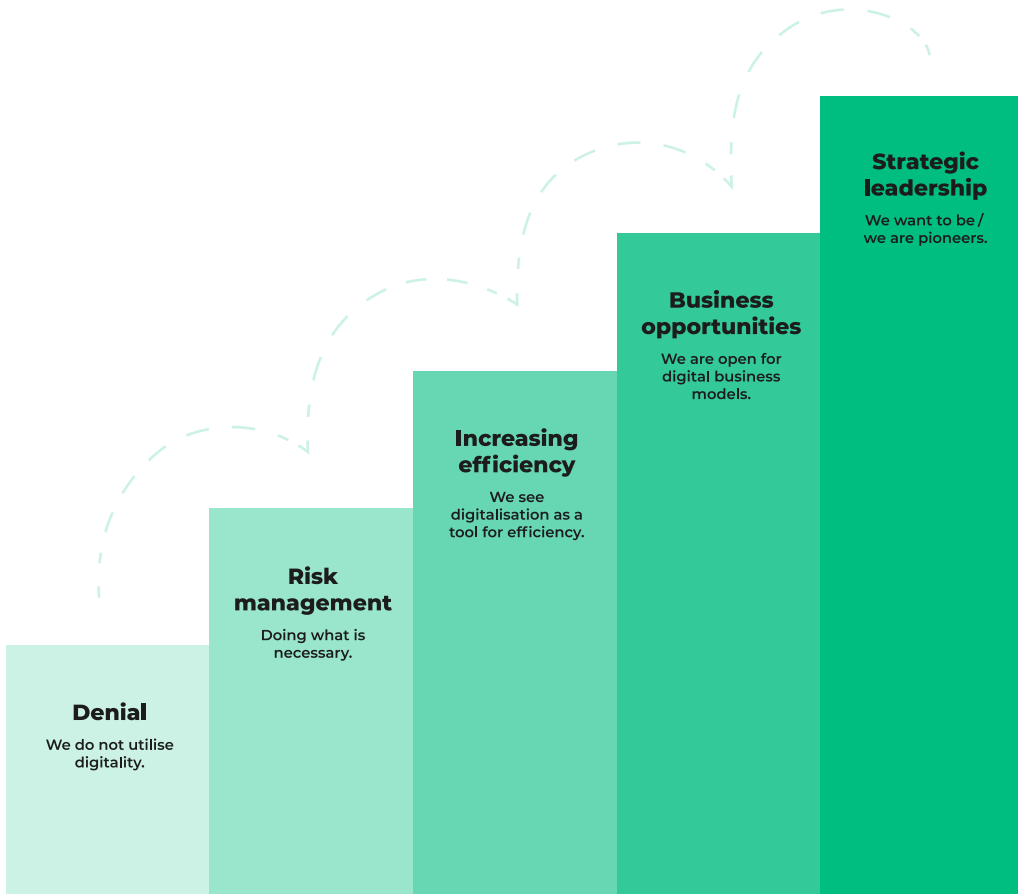 Strategic
leadership
We want to be /
we are pioneers.
Business
opportunities
We are open for
digital business
models.
Increasing
efficiency
We see
digitalisation as a
tool for efficiency.
Risk
management
Doing what is
necessary.
Denial
We do not utilise
digitality.